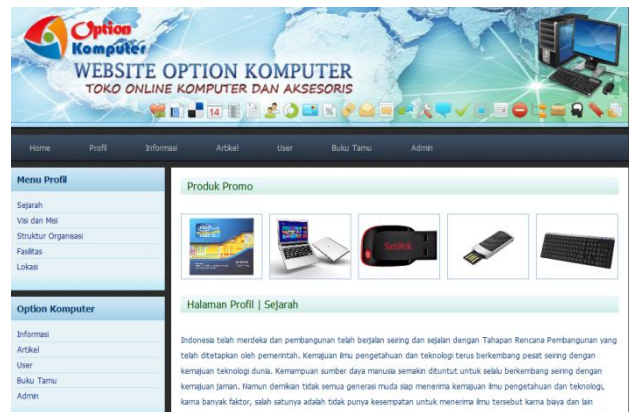 Option
Komputer
WEBSITE OPTION KOMPUTER
TOKO ONLINE KOMPUTER DAN AKSESORIS
14
Home Profil Informasi Artikel User Buku Tamu Admin
Menu Profil
Sejarah
Visi dan Misi
Struktur Organisasi
Fasilitas
Lokasi
Option Komputer
Informasi
Artikel
User
Buku Tamu
Admin
Produk Promo
SanDisk
Halaman Profil | Sejarah
Indonesia telah merdeka dan pembangunan telah berjalan seiring dan sejalan dengan Tahapan Rencana Pembangunan yang
telah ditetapkan oleh pemerintah. Kemajuan ilmu pengetahuan dan teknologi terus berkembang pesat seiring dengan
kemajuan teknologi dunia. Kemampuan sumber daya manusia semakin dituntut untuk selalu berkembang seiring dengan
kemajuan jaman. Namun demikian tidak semua generasi muda siap menerima kemajuan ilmu pengetahuan dan teknologi,
karna banyak faktor, salah satunya adalah tidak punya kesempatan untuk menerima ilmu tersebut karna biaya dan lain